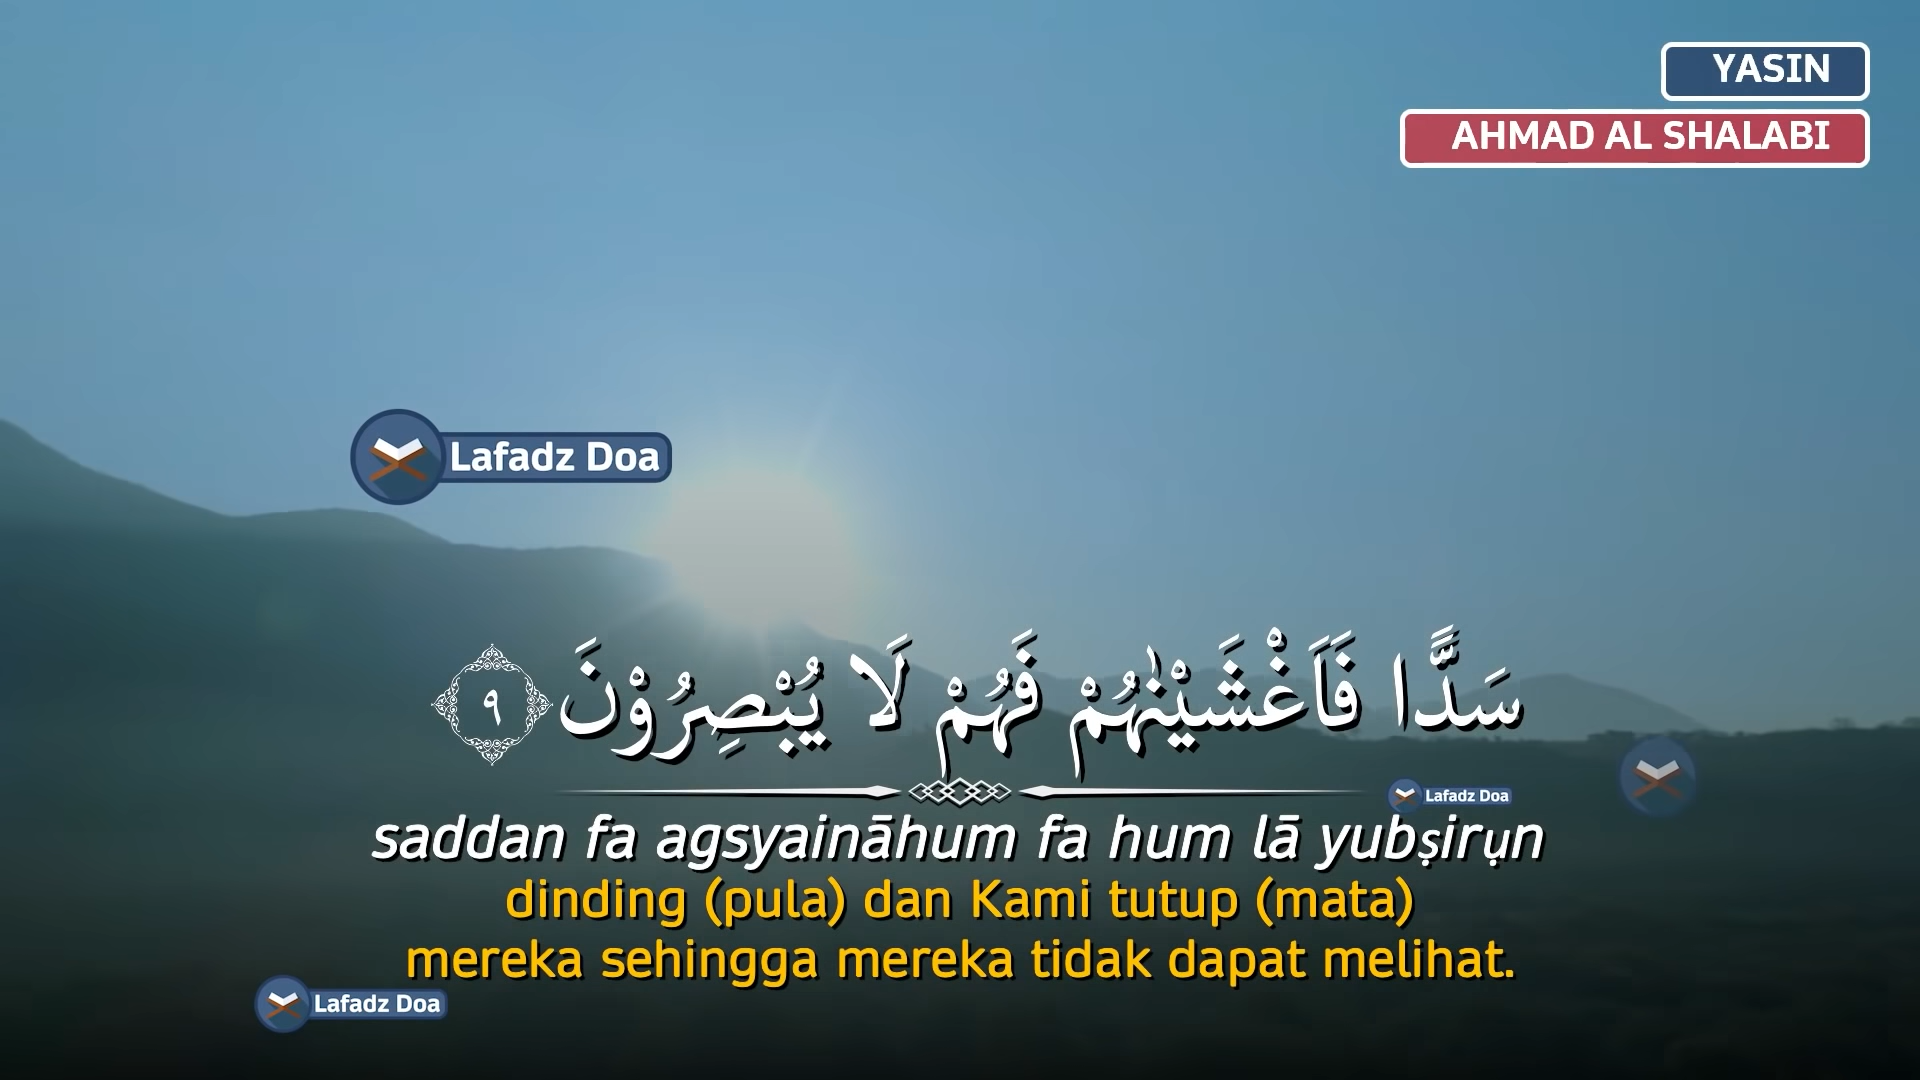 YASIN
AHMAD AL SHALABI
Lafadz Doa
سَدًّا فَاَغْشَيْنٰهُمْ فَهُمْ لَا يُبْصِرُوْنَ ٩
Lafadz Doa
saddan fa agsyaināhum fa hum lā yubṣirụn
dinding (pula) dan Kami tutup (mata)
mereka sehingga mereka tidak dapat melihat.
Lafadz Doa